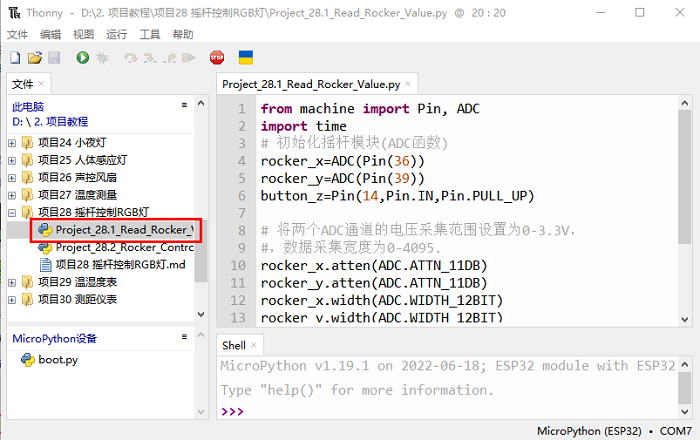 Thonny - D:\2. 项目教程\项目28 摇杆控制RGB灯\Project_28.1_Read_Rocker_Value.py @ 20 : 20
文件 编辑 视图 运行 工具 帮助
文件 ×
此电脑
D: \ 2. 项目教程
项目24 小夜灯
项目25 人体感应灯
项目26 声控风扇
项目27 温度测量
项目28 摇杆控制RGB灯
Project_28.1_Read_Rocker_V
Project_28.2_Rocker_Contro
项目28 摇杆控制RGB灯.md
项目29 温湿度表
项目30 测距仪表
MicroPython设备
boot.py
Project_28.1_Read_Rocker_Value.py ×
1 from machine import Pin, ADC
2 import time
3 # 初始化摇杆模块(ADC函数)
4 rocker_x=ADC(Pin(36))
5 rocker_y=ADC(Pin(39))
6 button_z=Pin(14,Pin.IN,Pin.PULL_UP)
7
8 # 将两个ADC通道的电压采集范围设置为0-3.3V，
9 #，数据采集宽度为0-4095.
10 rocker_x.atten(ADC.ATTN_11DB)
11 rocker_y.atten(ADC.ATTN_11DB)
12 rocker_x.width(ADC.WIDTH_12BIT)
13 rocker_y.width(ADC.WIDTH_12BIT)
Shell ×
MicroPython v1.19.1 on 2022-06-18; ESP32 module with ESP32
Type "help()" for more information.
>>>
MicroPython (ESP32) • COM7